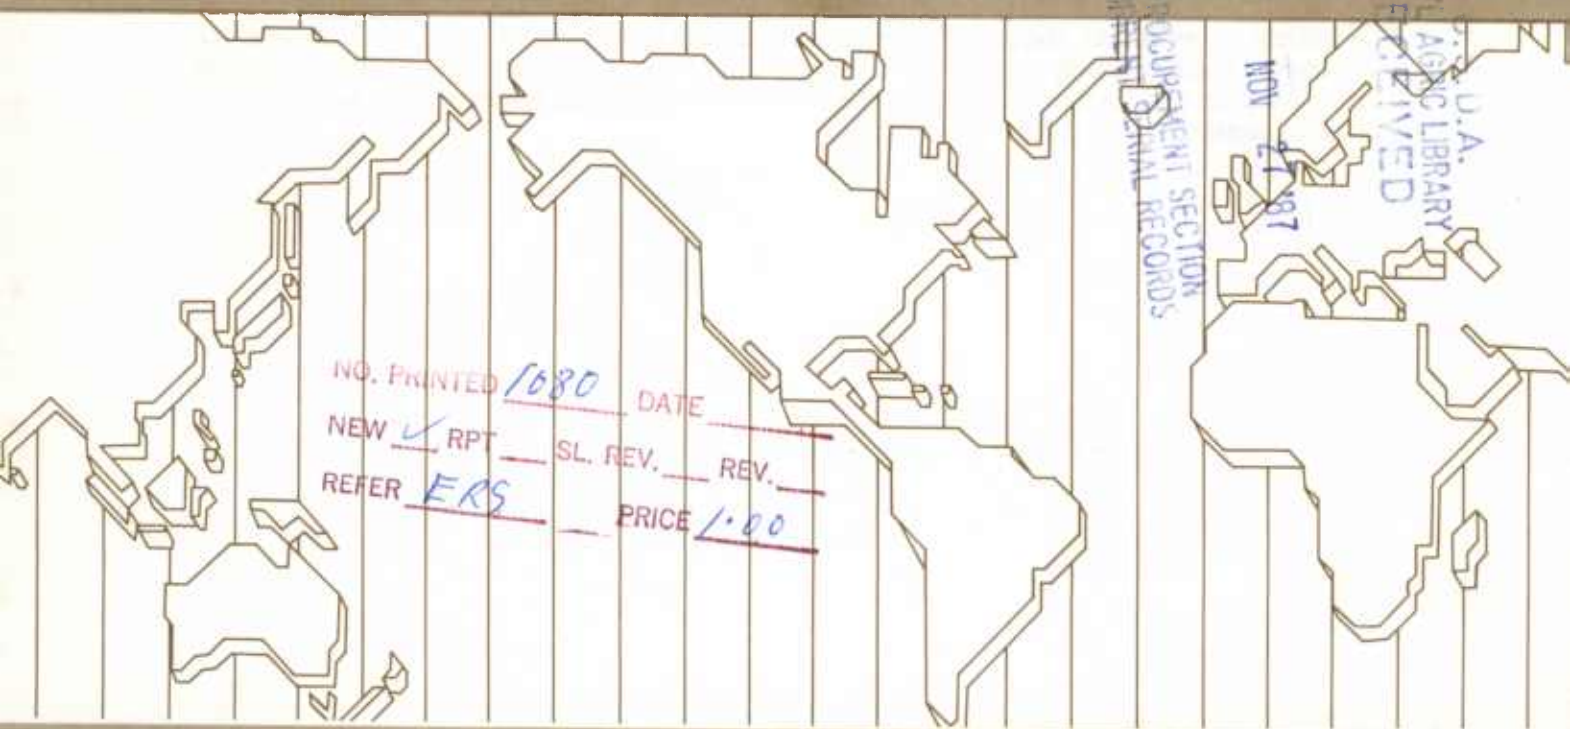 NO. PRINTED 1080 DATE
NEW ✓ RPT SL. REV. REV.
REFER ERS PRICE 1.00
U.S.D.A.
AGRIC LIBRARY
RECEIVED
NOV 27 '87
PROCUREMENT SECTION
CURRENT SERIAL RECORDS